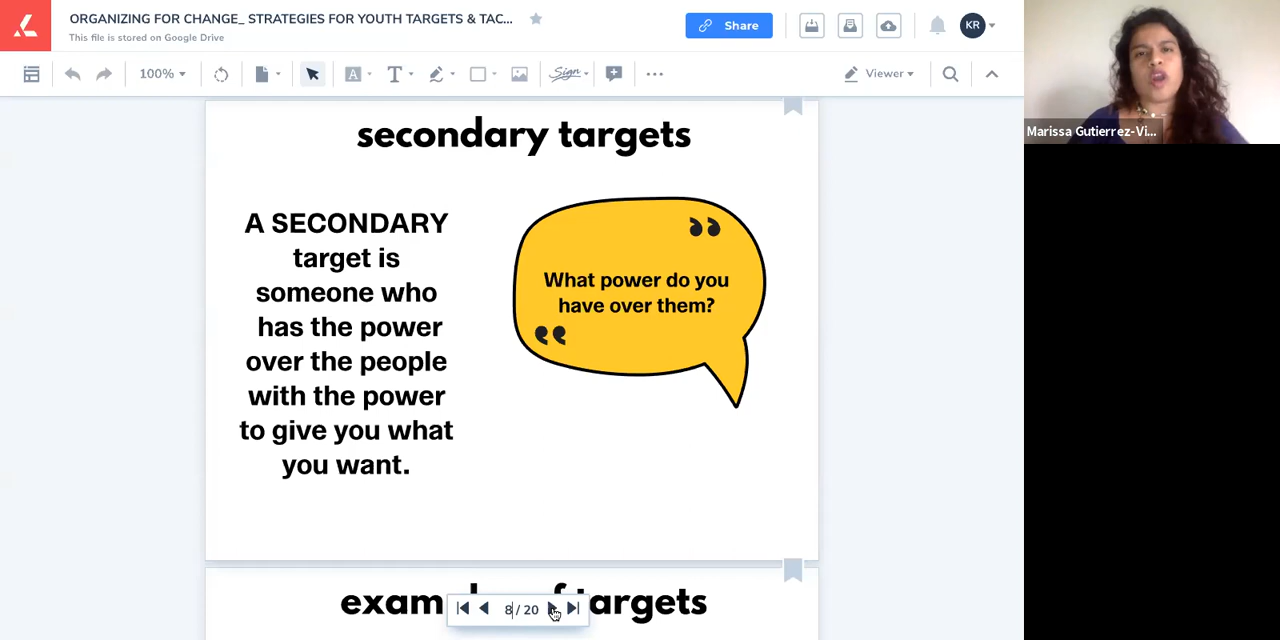 ORGANIZING FOR CHANGE_ STRATEGIES FOR YOUTH TARGETS & TAC...
This file is stored on Google Drive
Share
KR
100%
A
T
Sign
Viewer
Marissa Gutierrez-Vi...
secondary targets
A SECONDARY
target is
someone who
has the power
over the people
with the power
to give you what
you want.
What power do you
have over them?
8 / 20
targets